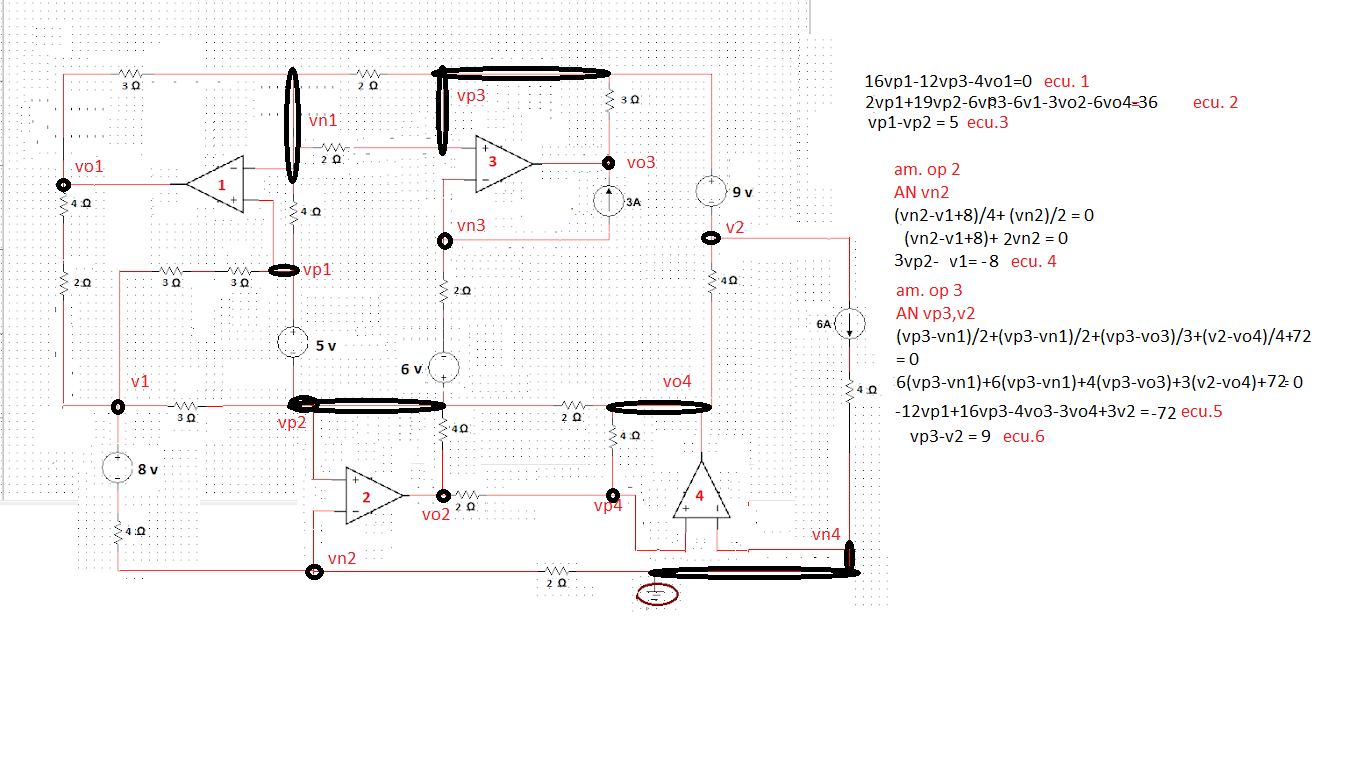 3 Ω
2 Ω
vp3
3 Ω
vn1
2 Ω
3
vo3
vo1
1
9 v
4 Ω
3A
4 Ω
vn3
v2
vp1
3 Ω
3 Ω
2 Ω
2 Ω
4 Ω
6A
5 v
6 v
v1
vo4
4 Ω
3 Ω
vp2
2 Ω
4 Ω
4 Ω
8 v
2
vo2
2 Ω
vp4
4
4 Ω
vn4
vn2
2 Ω
16vp1-12vp3-4vo1=0 ecu. 1
2vp1+19vp2-6vp3-6v1-3vo2-6vo4=36 ecu. 2
vp1-vp2 = 5 ecu.3
am. op 2
AN vn2
(vn2-v1+8)/4+ (vn2)/2 = 0
(vn2-v1+8)+ 2vn2 = 0
3vp2- v1= -8 ecu. 4
am. op 3
AN vp3,v2
(vp3-vn1)/2+(vp3-vn1)/2+(vp3-vo3)/3+(v2-vo4)/4+72
= 0
6(vp3-vn1)+6(vp3-vn1)+4(vp3-vo3)+3(v2-vo4)+72= 0
-12vp1+16vp3-4vo3-3vo4+3v2 = -72 ecu.5
vp3-v2 = 9 ecu.6